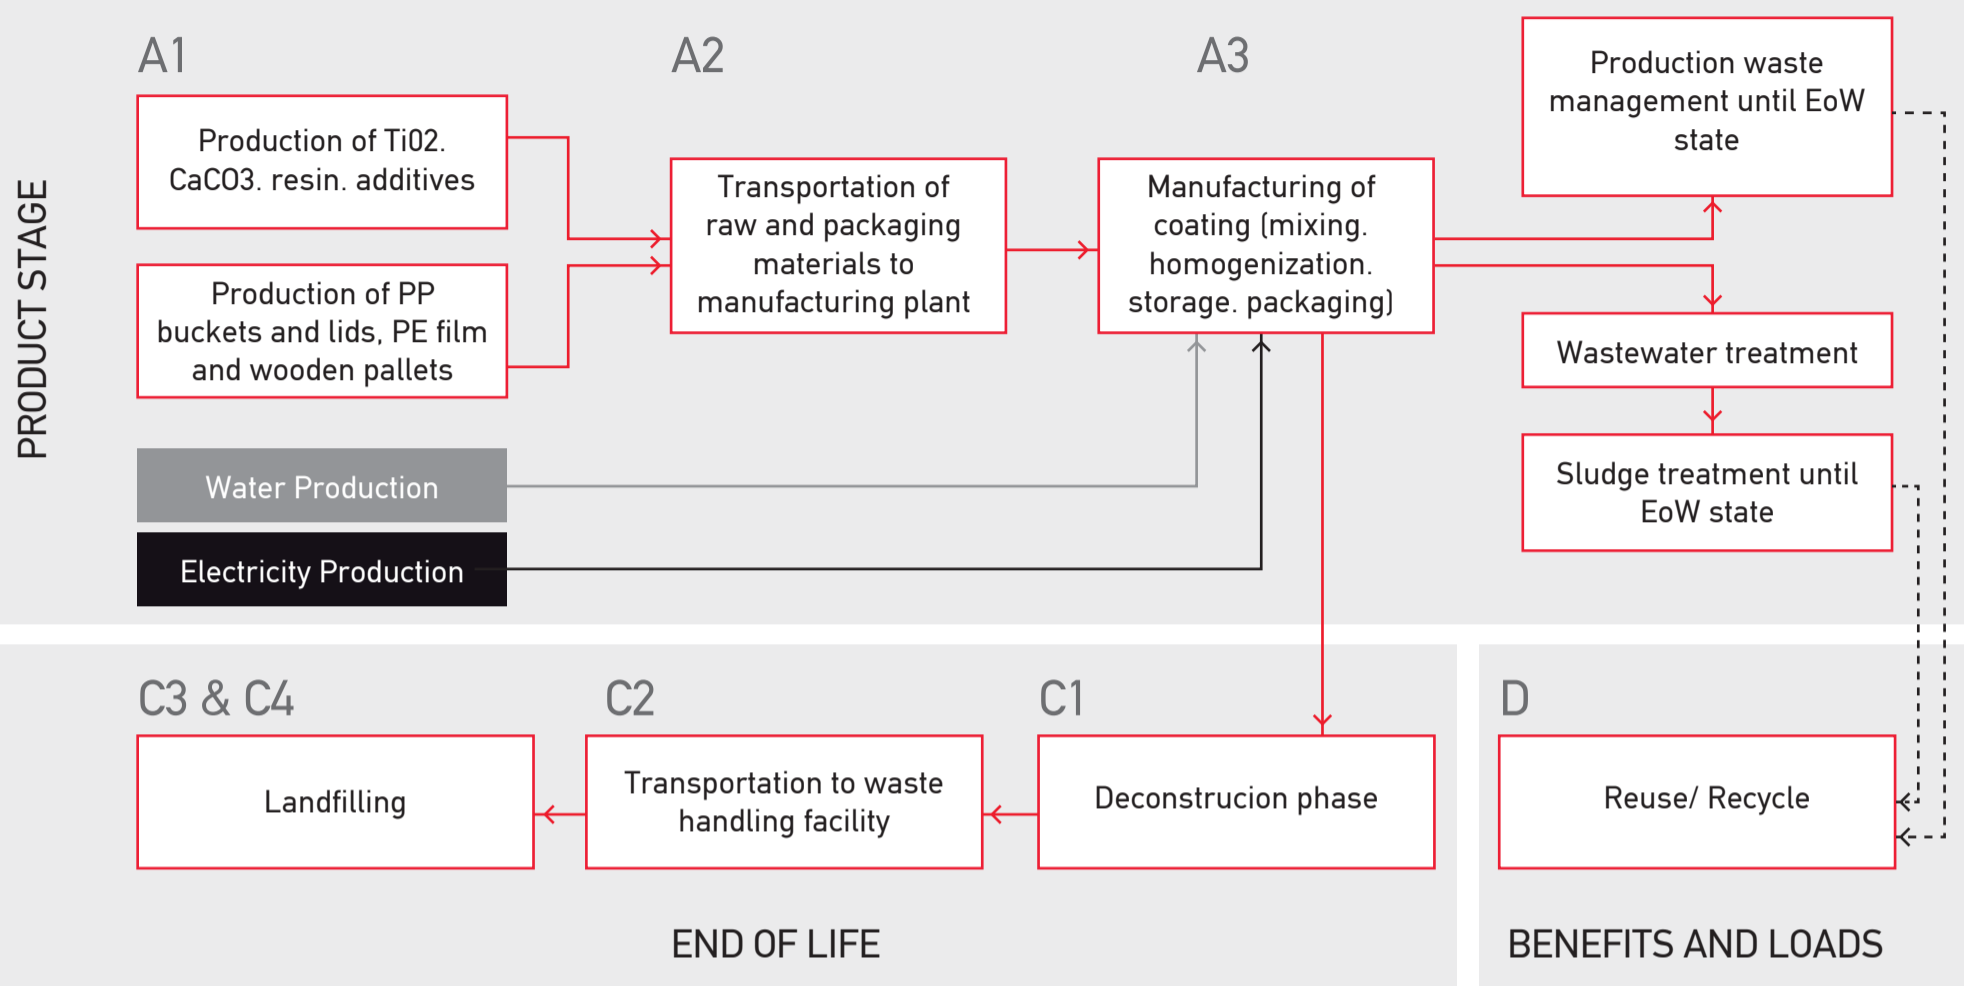 PRODUCT STAGE
A1
Production of Ti02.
CaCO3. resin. additives
Production of PP
buckets and lids, PE film
and wooden pallets
Water Production
Electricity Production
A2
Transportation of
raw and packaging
materials to
manufacturing plant
A3
Manufacturing of
coating (mixing.
homogenization.
storage. packaging)
Production waste
management until EoW
state
Wastewater treatment
Sludge treatment until
EoW state
C3 & C4
Landfilling
C2
Transportation to waste
handling facility
C1
Deconstrucion phase
END OF LIFE
D
Reuse/ Recycle
BENEFITS AND LOADS